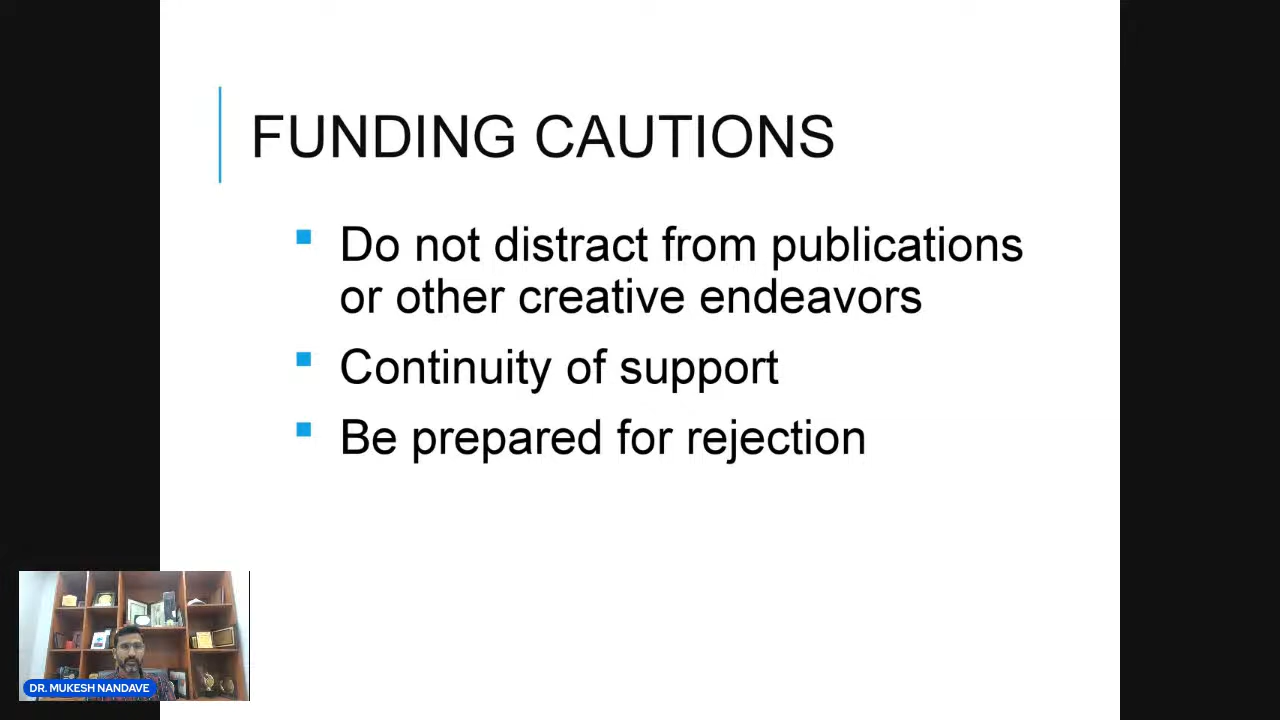 FUNDING CAUTIONS
Do not distract from publications
or other creative endeavors
Continuity of support
Be prepared for rejection
DR. MUKESH NANDAVE